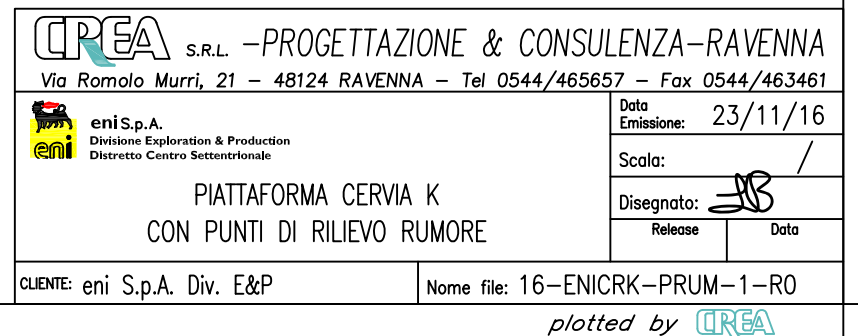 CREA S.R.L. -PROGETTAZIONE & CONSULENZA-RAVENNA
Via Romolo Murri, 21 - 48124 RAVENNA - Tel 0544/465657 - Fax 0544/463461
eni
eni S.p.A.
Divisione Exploration & Production
Distretto Centro Settentrionale
PIATTAFORMA CERVIA K
CON PUNTI DI RILIEVO RUMORE
Data Emissione: 23/11/16
Scala: /
Disegnato:
Release Data
CLIENTE: eni S.p.A. Div. E&P
Nome file: 16-ENICRK-PRUM-1-R0
plotted by CREA